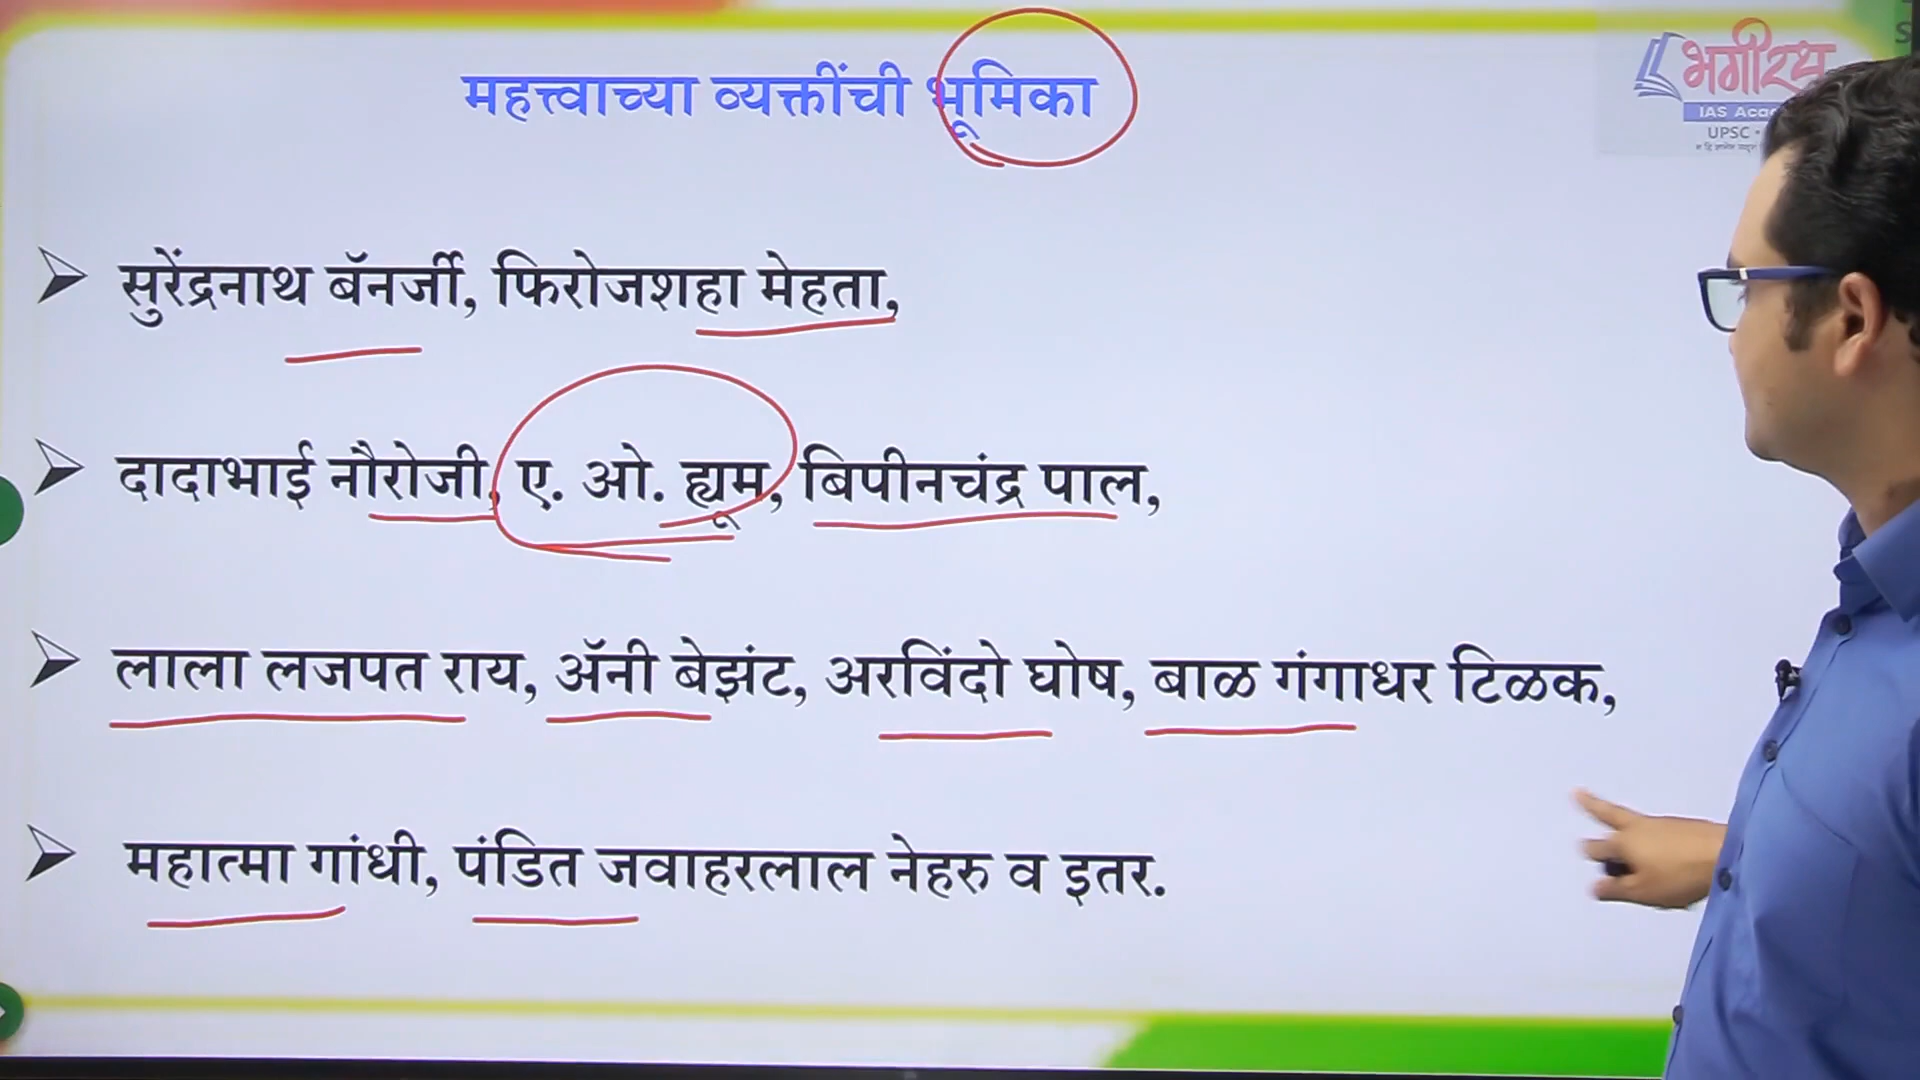 महत्त्वाच्या व्यक्तींची भूमिका
भगीरथ
IAS
UPSC •
सुरेंद्रनाथ बॅनर्जी, फिरोजशहा मेहता,
दादाभाई नौरोजी, ए. ओ. ह्यूम, बिपीनचंद्र पाल,
लाला लजपत राय, ॲनी बेझंट, अरविंदो घोष, बाळ गंगाधर टिळक,
महात्मा गांधी, पंडित जवाहरलाल नेहरु व इतर.